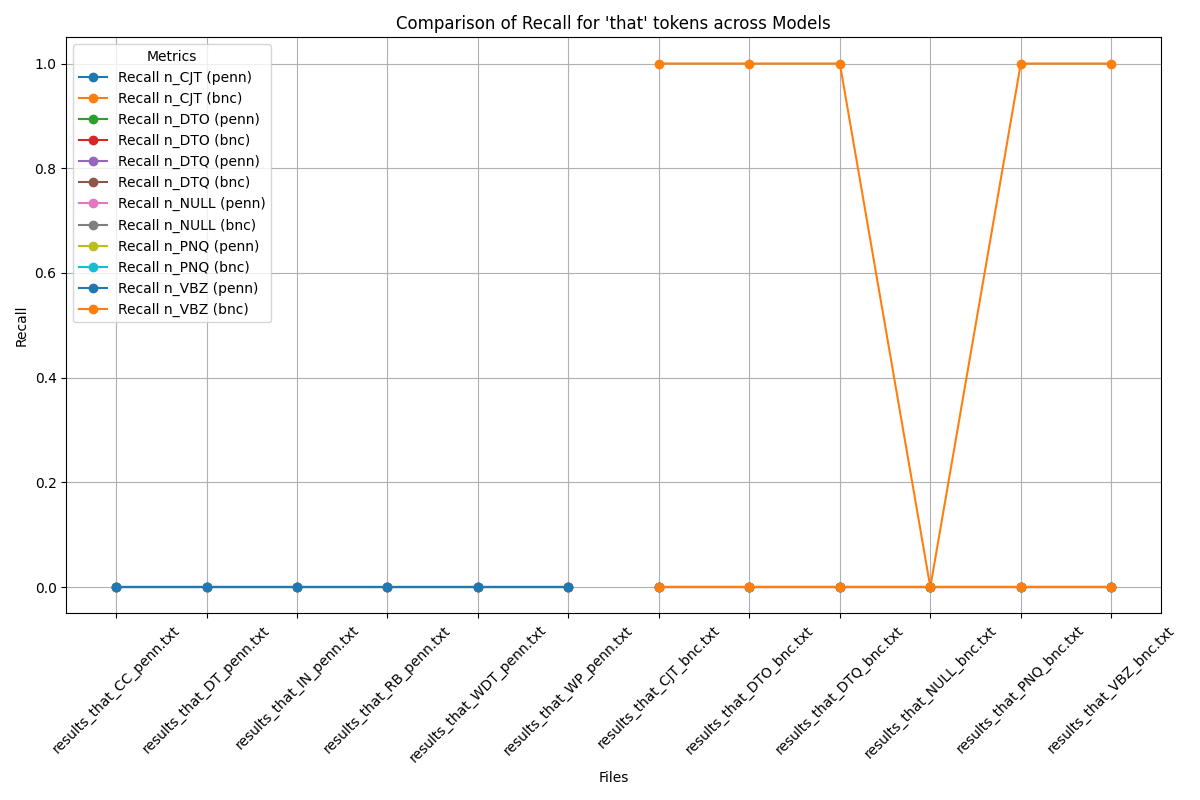 Comparison of Recall for 'that' tokens across Models
Metrics
Recall n_CJT (penn)
Recall n_CJT (bnc)
Recall n_DTO (penn)
Recall n_DTO (bnc)
Recall n_DTQ (penn)
Recall n_DTQ (bnc)
Recall n_NULL (penn)
Recall n_NULL (bnc)
Recall n_PNQ (penn)
Recall n_PNQ (bnc)
Recall n_VBZ (penn)
Recall n_VBZ (bnc)
Recall
1.0
0.8
0.6
0.4
0.2
0.0
results_that_CC_penn.txt
results_that_DT_penn.txt
results_that_IN_penn.txt
results_that_RB_penn.txt
results_that_WDT_penn.txt
results_that_WP_penn.txt
results_that_CJT_bnc.txt
results_that_DTO_bnc.txt
results_that_DTQ_bnc.txt
results_that_NULL_bnc.txt
results_that_PNQ_bnc.txt
results_that_VBZ_bnc.txt
Files